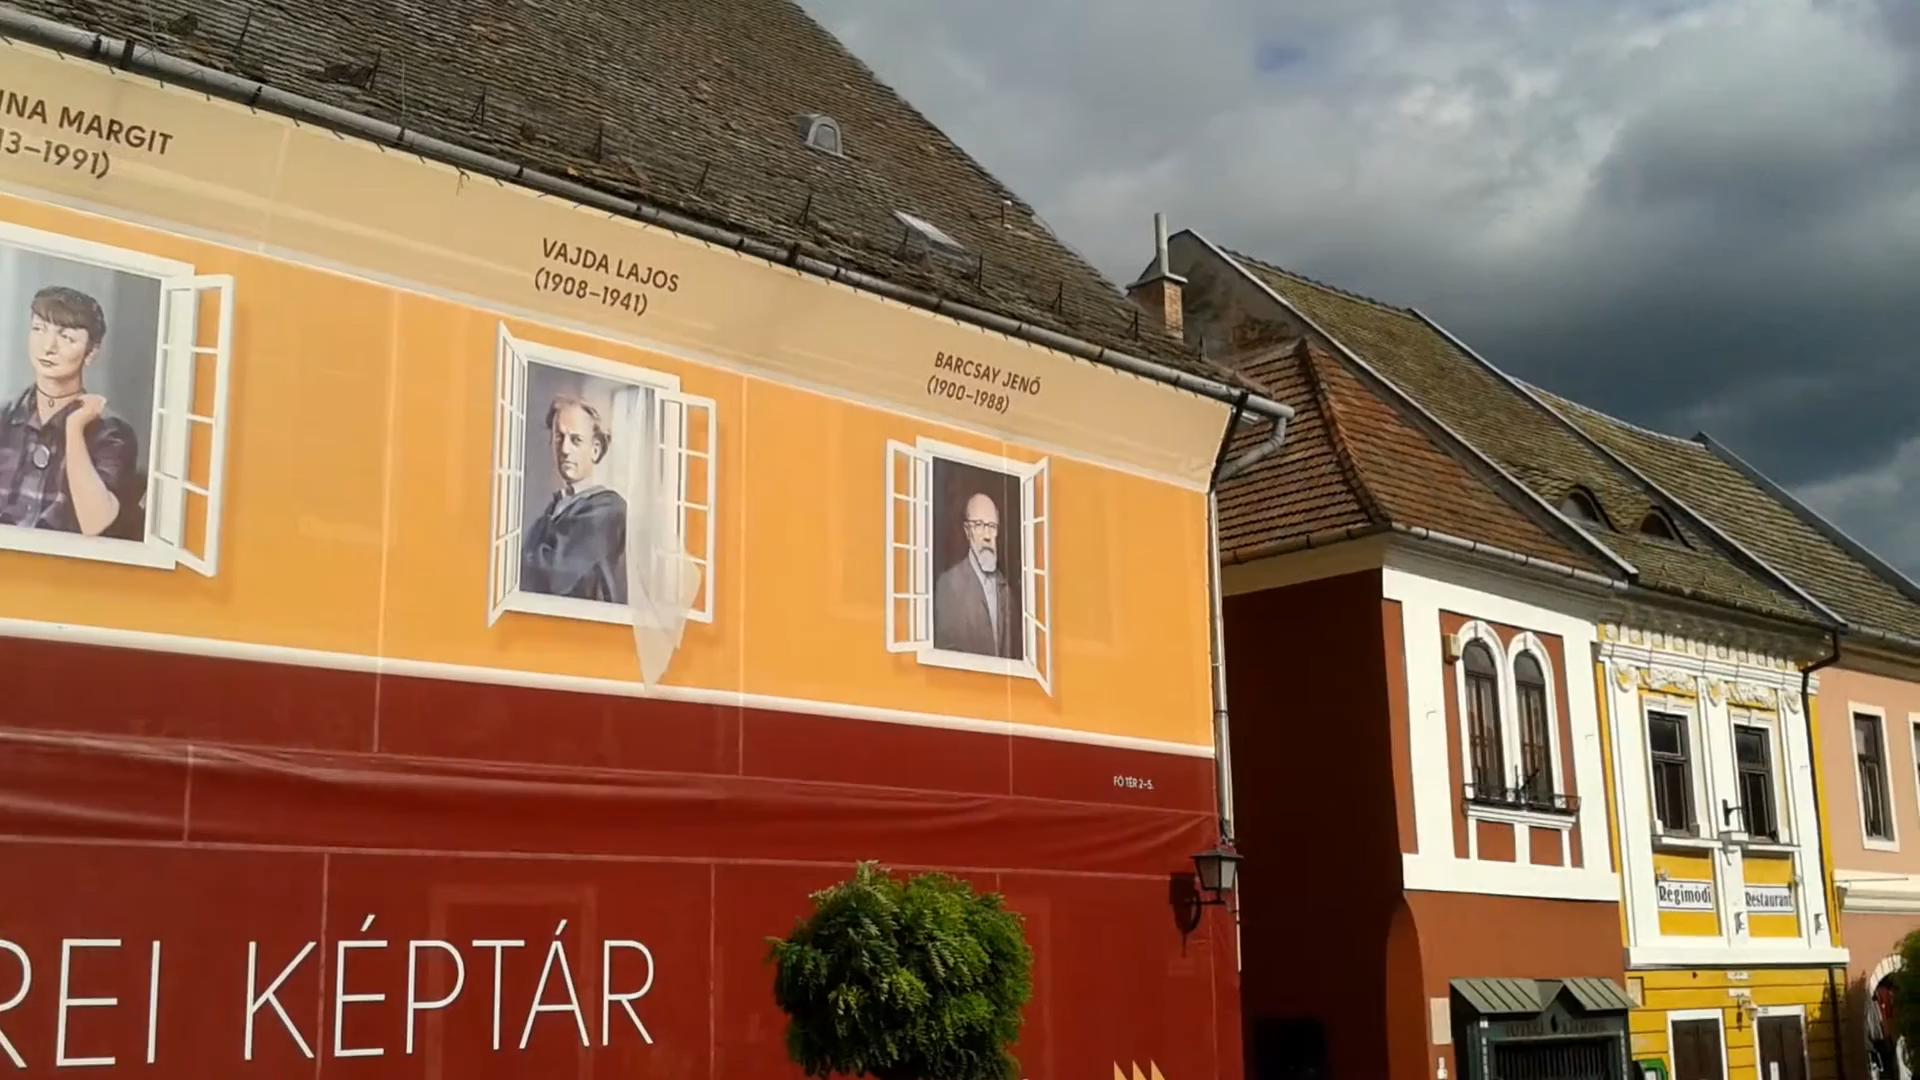 INA MARGIT
13–1991)
VAJDA LAJOS
(1908–1941)
BARCSAY JENŐ
(1900–1988)
FŐ TÉR 2–5.
REI KÉPTÁR
Régimódi Restaurant